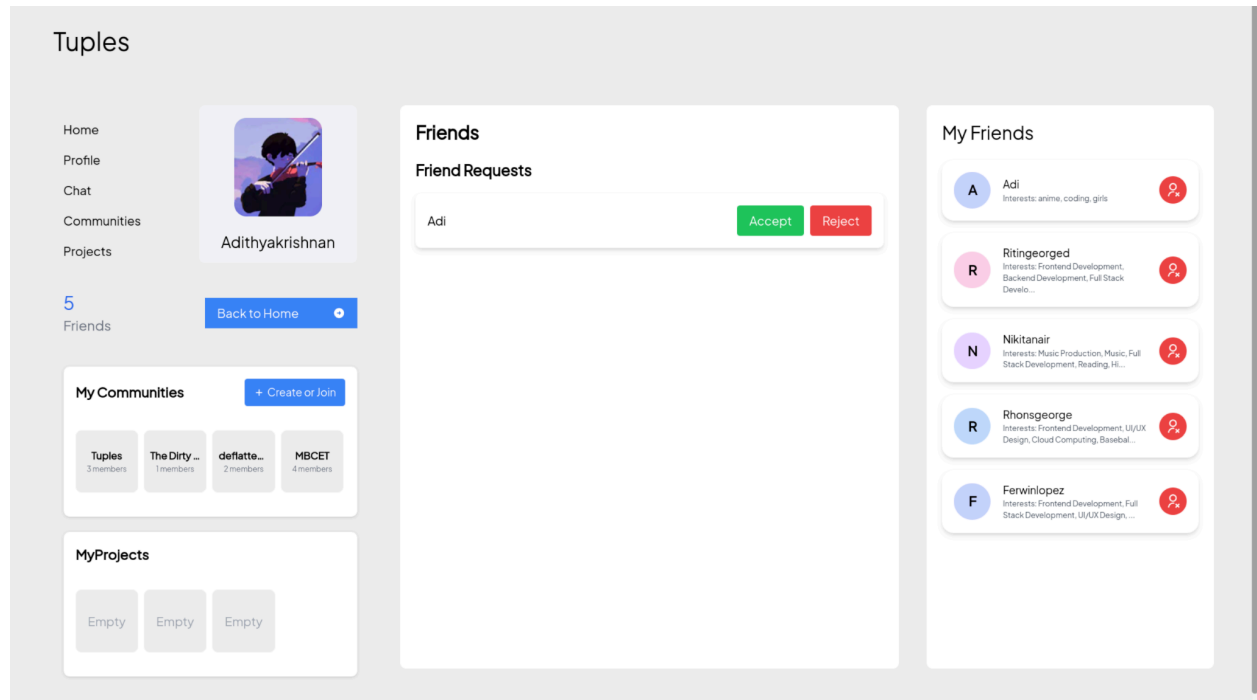 Tuples
Home
Profile
Chat
Communities
Projects
Adithyakrishnan
5
Friends
Back to Home
My Communities
+ Create or Join
Tuples
3 members
The Dirty ...
1 members
deflatte...
2 members
MBCET
4 members
MyProjects
Empty
Empty
Empty
Friends
Friend Requests
Adi
Accept
Reject
My Friends
A
Adi
Interests: anime, coding, girls
R
Ritingeorged
Interests: Frontend Development,
Backend Development, Full Stack
Develo...
N
Nikitanair
Interests: Music Production, Music, Full
Stack Development, Reading, Hi...
R
Rhonsgeorge
Interests: Frontend Development, UI/UX
Design, Cloud Computing, Basebal...
F
Ferwinlopez
Interests: Frontend Development, Full
Stack Development, UI/UX Design, ...